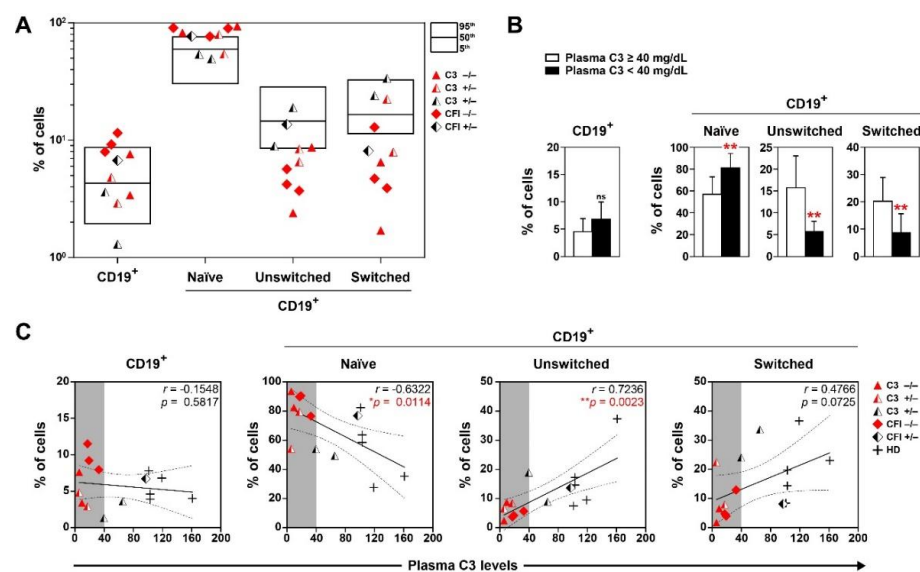 A
% of cells
10²
10¹
10⁰
CD19⁺
Naïve
Unswitched
Switched
CD19⁺
95th
50th
5th
C3 –/–
C3 +/–
C3 +/–
CFI –/–
CFI +/–
B
Plasma C3 ≥ 40 mg/dL
Plasma C3 < 40 mg/dL
CD19⁺
CD19⁺
Naïve
Unswitched
Switched
% of cells
20
15
10
5
0
ns
% of cells
100
80
60
40
20
0
**
25
20
15
10
5
0
**
40
30
20
10
0
**
C
CD19⁺
CD19⁺
Naïve
Unswitched
Switched
% of cells
20
15
10
5
0
r = -0.1548
p = 0.5817
0 40 80 120 160 200
% of cells
100
80
60
40
20
0
r = -0.6322
*p = 0.0114
0 40 80 120 160 200
% of cells
50
40
30
20
10
0
r = 0.7236
**p = 0.0023
0 40 80 120 160 200
% of cells
50
40
30
20
10
0
r = 0.4766
p = 0.0725
0 40 80 120 160 200
C3 –/–
C3 +/–
C3 +/–
CFI –/–
CFI +/–
HD
Plasma C3 levels